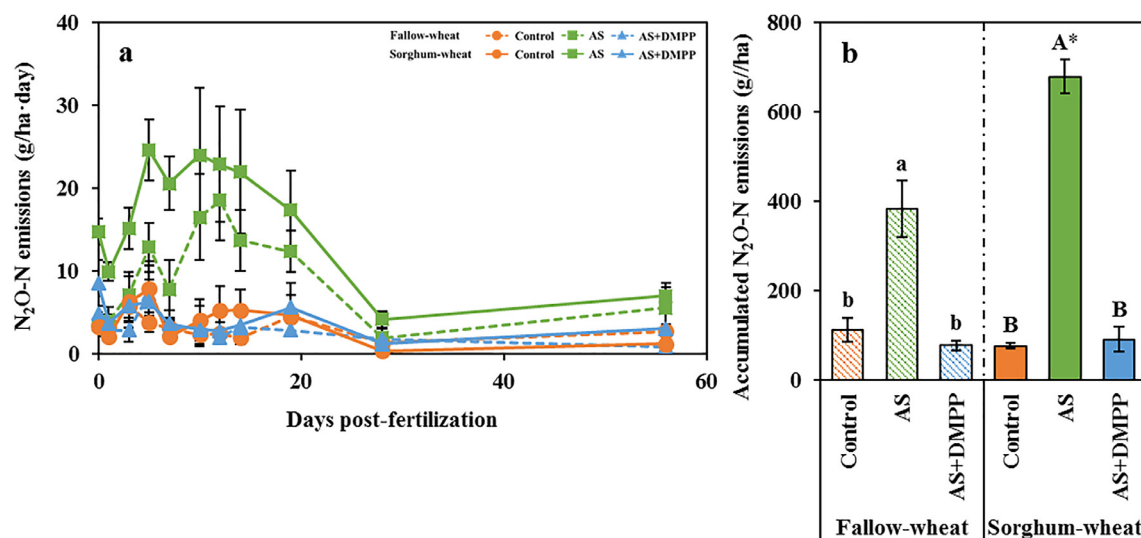 a
Fallow-wheat Control AS AS+DMPP
Sorghum-wheat Control AS AS+DMPP
40
30
20
10
0
N₂O-N emissions (g/ha·day)
0 20 40 60
Days post-fertilization
b
800
600
400
200
0
Accumulated N₂O-N emissions (g//ha)
b a b B A* B
Control AS AS+DMPP Control AS AS+DMPP
Fallow-wheat Sorghum-wheat